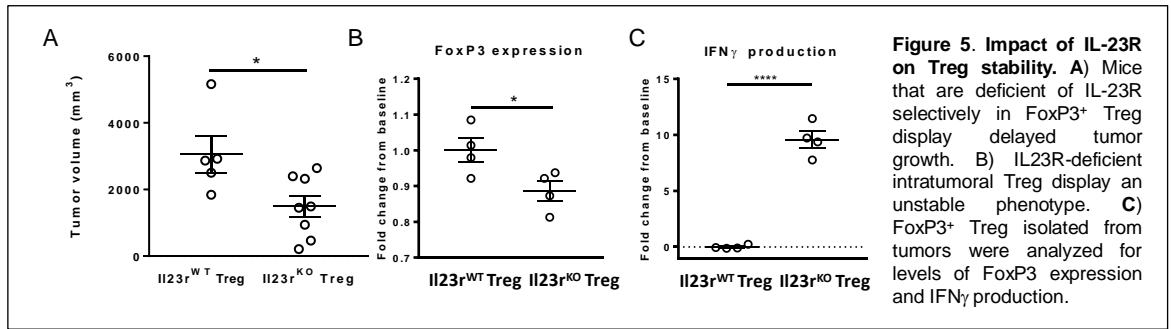 A
Tumor volume (mm3)
6000
4000
2000
0
*
Il23rWT Treg
Il23rKO Treg
B
FoxP3 expression
Fold change from baseline
1.2
1.1
1.0
0.9
0.8
0.7
*
Il23rWT Treg
Il23rKO Treg
C
IFNγ production
Fold change from baseline
15
10
5
0
****
Il23rWT Treg
Il23rKO Treg
Figure 5. Impact of IL-23R
on Treg stability. A) Mice
that are deficient of IL-23R
selectively in FoxP3+ Treg
display delayed tumor
growth. B) IL23R-deficient
intratumoral Treg display an
unstable phenotype. C)
FoxP3+ Treg isolated from
tumors were analyzed for
levels of FoxP3 expression
and IFNγ production.